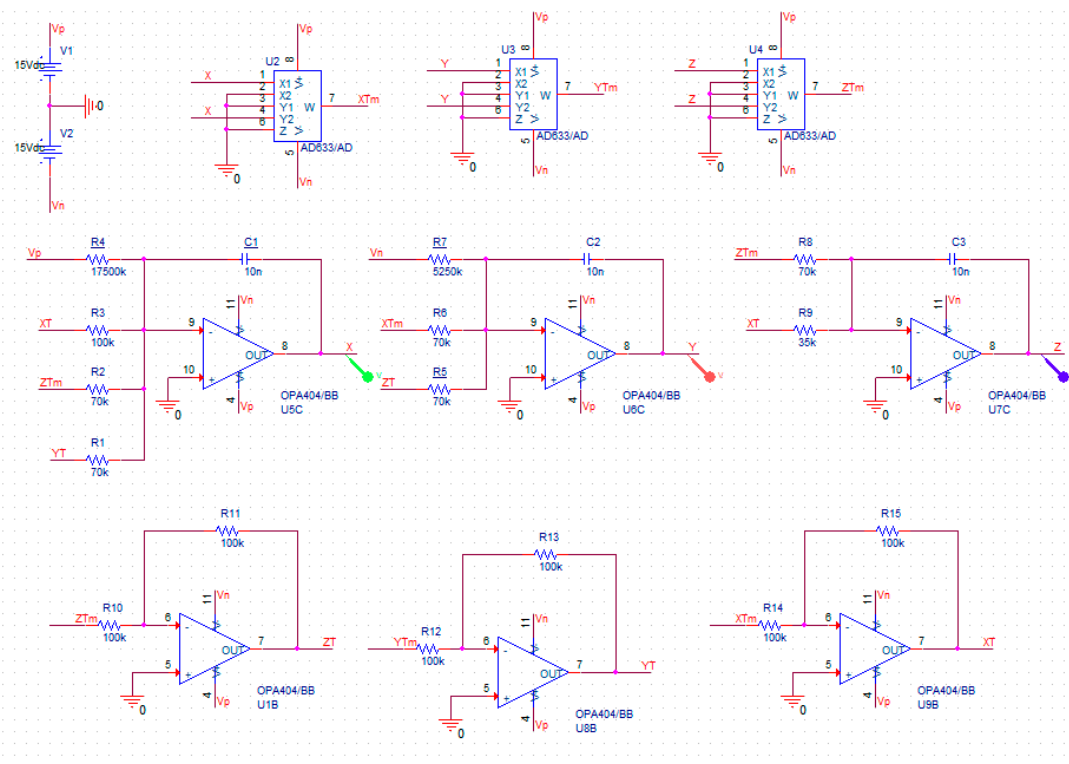 Vp
V1
15Vdc
0
V2
15Vdc
Vn
Vp
U2
8
X 1 X1 V+
2 X2
3 Y1 W 7 XTm
X 4 Y2
6 Z V-
AD633/AD
5
0
Vn
Vp
U3
8
Y 1 X1 V+
2 X2
3 Y1 W 7 YTm
Y 4 Y2
6 Z V-
AD633/AD
5
0
Vn
Vp
U4
8
Z 1 X1 V+
2 X2
3 Y1 W 7 ZTm
Z 4 Y2
6 Z V-
AD633/AD
5
0
Vn
Vp R4
17500k
C1
10n
XT R3
100k
ZTm R2
70k
YT R1
70k
11 Vn
9 -
OUT 8 X
V
10 +
4 Vp
0
OPA404/BB
U5C
Vn R7
5250k
C2
10n
XTm R6
70k
ZT R5
70k
11 Vn
9 -
OUT 8 Y
V
10 +
4 Vp
0
OPA404/BB
U6C
ZTm R8
70k
C3
10n
XT R9
35k
11 Vn
9 -
OUT 8 Z
10 +
4 Vp
0
OPA404/BB
U7C
R11
100k
ZTm R10
100k
11 Vn
6 -
OUT 7 ZT
5 +
4 Vp
0
OPA404/BB
U1B
R13
100k
YTm R12
100k
11 Vn
6 -
OUT 7 YT
5 +
4 Vp
0
OPA404/BB
U8B
R15
100k
XTm R14
100k
11 Vn
6 -
OUT 7 XT
5 +
4 Vp
0
OPA404/BB
U9B